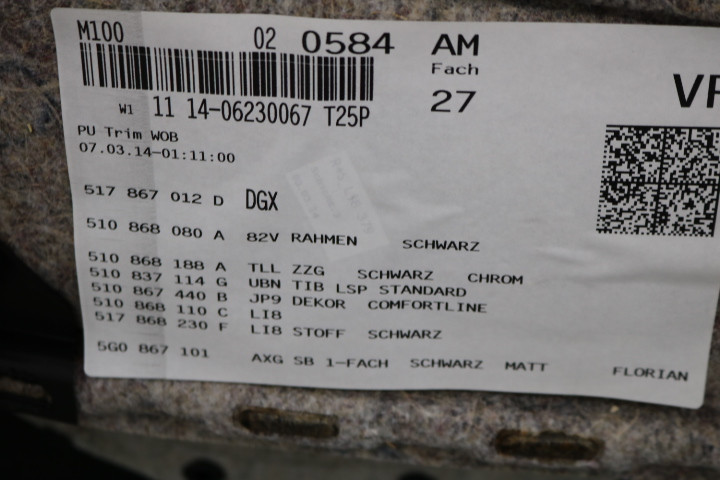 M100 02 0584 AM
Fach
27
VF
W1 11 14-06230067 T25P
PU Trim WOB
07.03.14-01:11:00
517 867 012 D DGX
510 868 080 A 82V RAHMEN SCHWARZ
510 868 188 A TLL ZZG SCHWARZ CHROM
510 837 114 G UBN TIB LSP STANDARD
510 867 440 B JP9 DEKOR COMFORTLINE
510 868 110 C LI8
517 868 230 F LI8 STOFF SCHWARZ
5G0 867 101 AXG SB 1-FACH SCHWARZ MATT FLORIAN